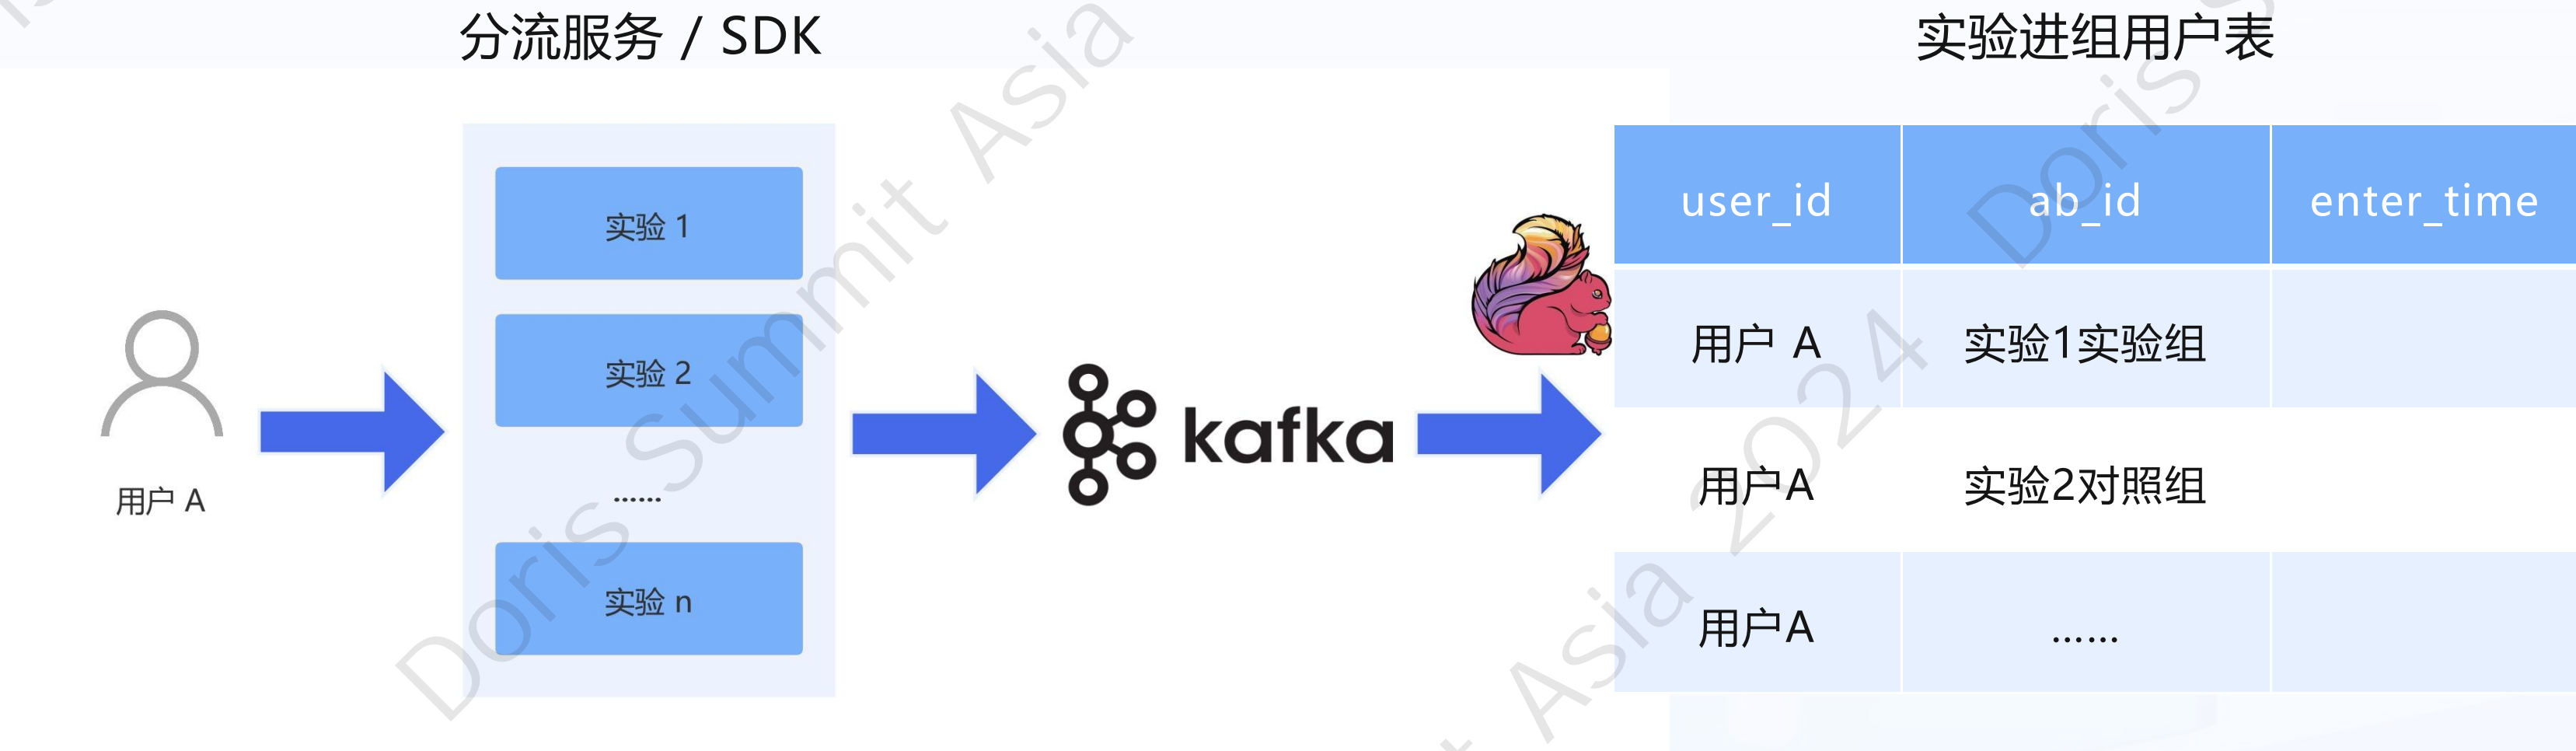 分流服务 / SDK
实验进组用户表
用户 A
实验 1
实验 2
......
实验 n
kafka
user_id ab_id enter_time
用户 A 实验1实验组
用户A 实验2对照组
用户A ......
Doris Summit Asia
Doris S
Asia 2024